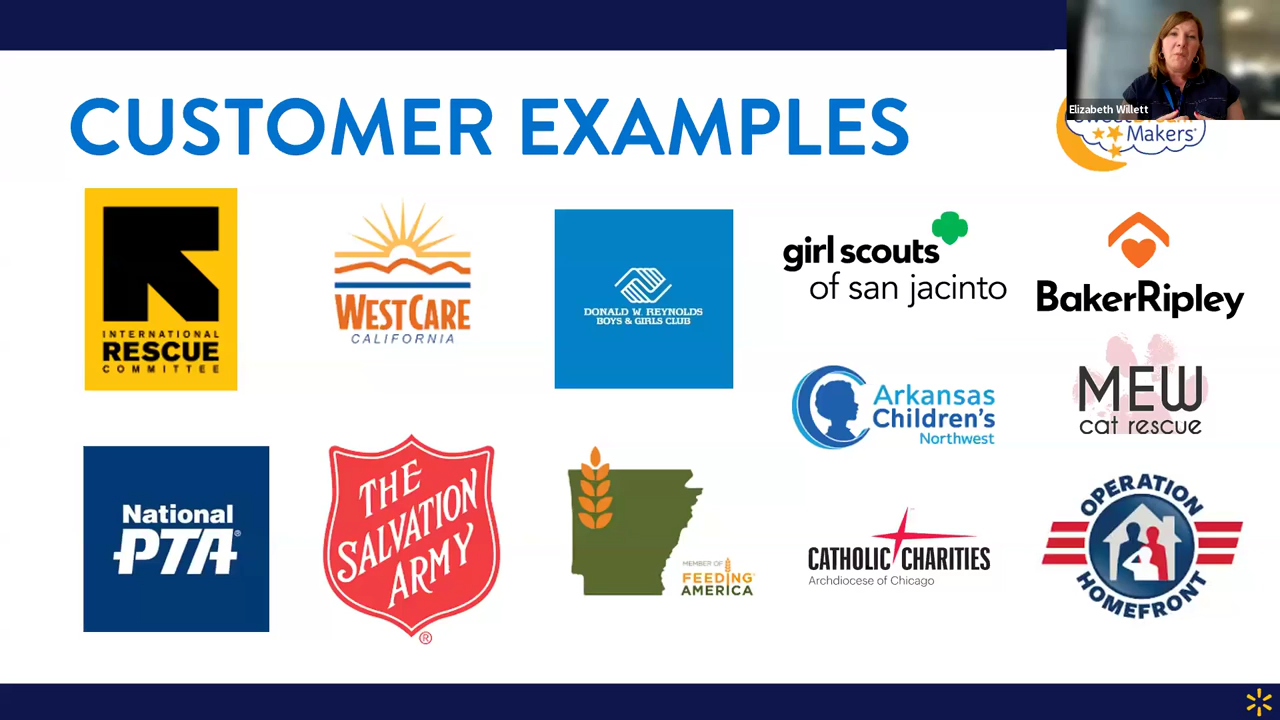 CUSTOMER EXAMPLES
Elizabeth Willett
Sweet Dream
Makers®
INTERNATIONAL
RESCUE
COMMITTEE
WESTCARE
CALIFORNIA
DONALD W. REYNOLDS
BOYS & GIRLS CLUB
girl scouts
of san jacinto
BakerRipley
Arkansas
Children's
Northwest
MEW
cat rescue
National
PTA®
THE
SALVATION
ARMY
®
MEMBER OF
FEEDING
AMERICA
CATHOLIC CHARITIES
Archdiocese of Chicago
OPERATION
HOMEFRONT